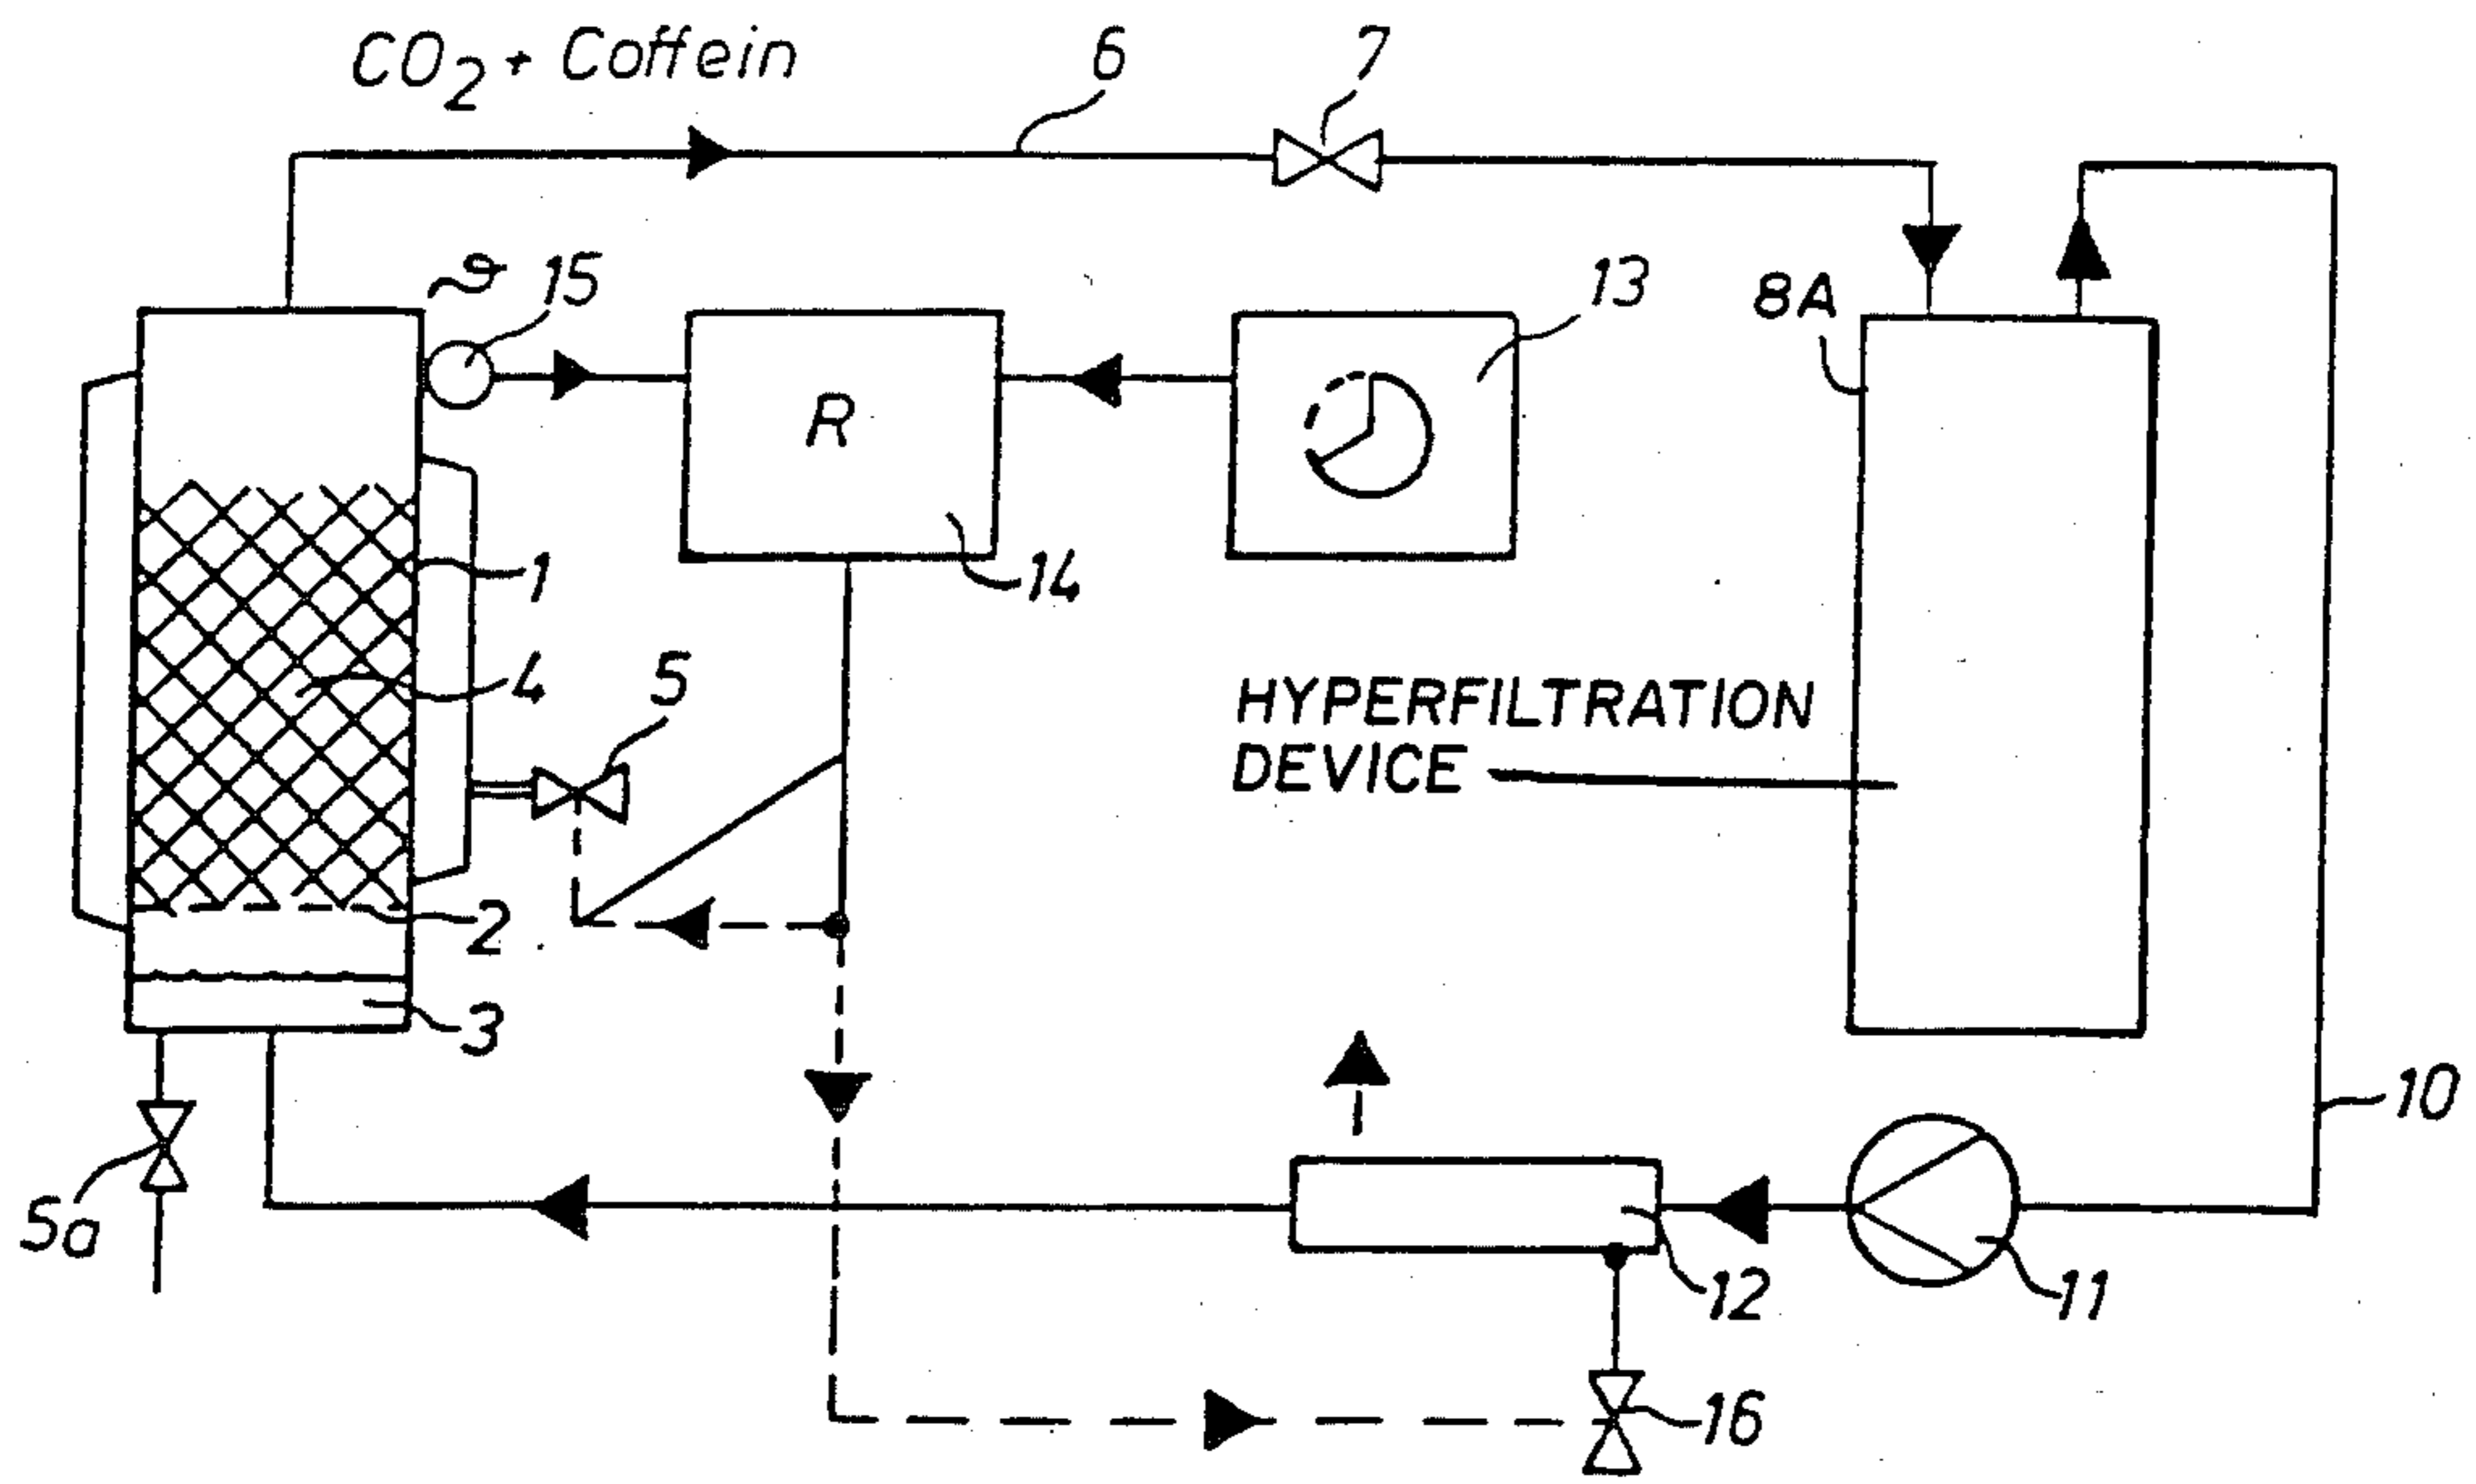 CO2 + Coffein
6
7
ϑ
15
13
8A
R
1
14
4
5
HYPERFILTRATION
DEVICE
2
3
10
5a
12
11
16